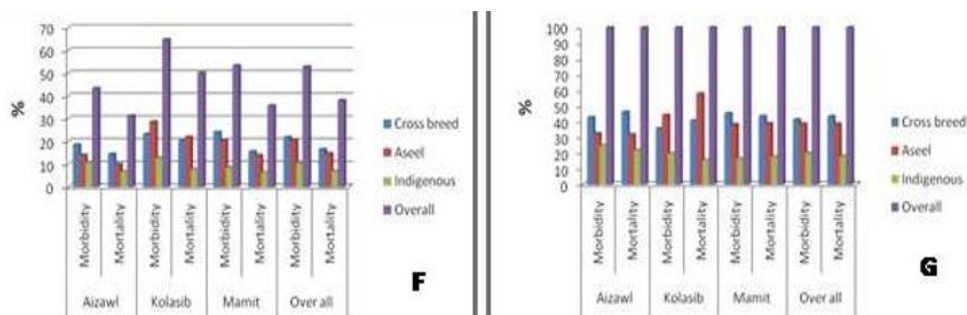 70
60
50
40
30
20
10
0
%
Morbidity Mortality Morbidity Mortality Morbidity Mortality Morbidity Mortality
Aizawl Kolasib Mamit Over all
Cross breed
Aseel
Indigenous
Overall
F
100
90
80
70
60
50
40
30
20
10
0
%
Morbidity Mortality Morbidity Mortality Morbidity Mortality Morbidity Mortality
Aizawl Kolasib Mamit Over all
Cross breed
Aseel
Indigenous
Overall
G